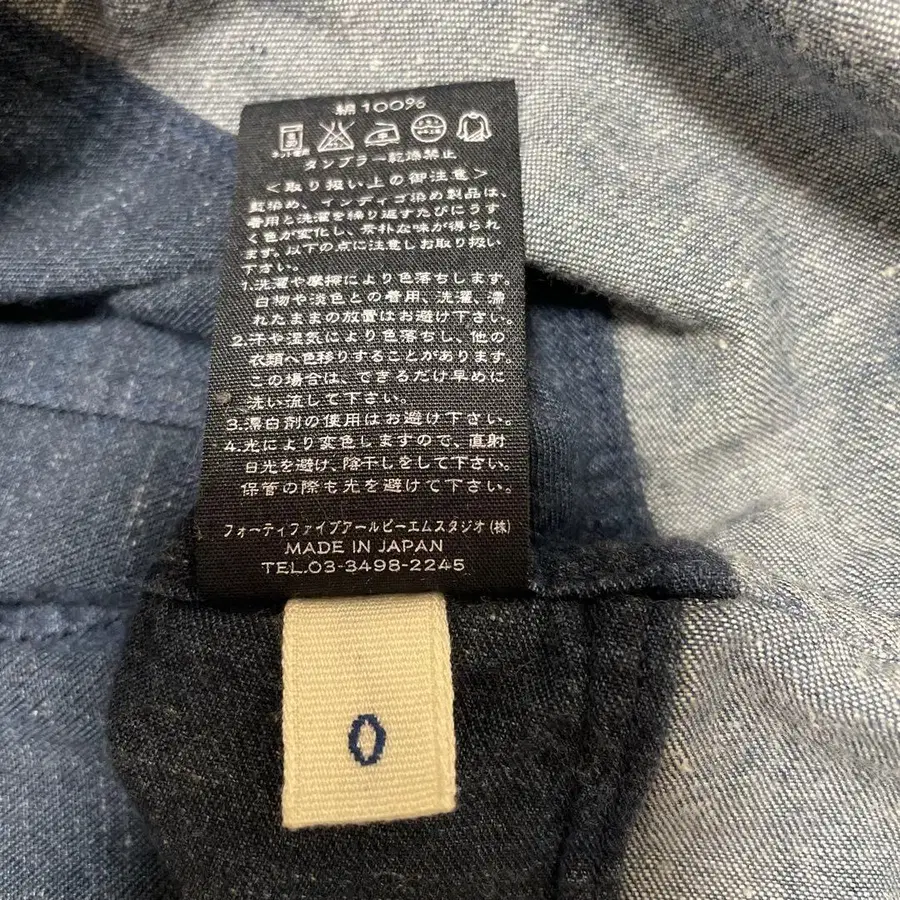 綿100%
ネット使用
タンブラー乾燥禁止
<取り扱い上の御注意>
藍染め、インディゴ染め製品は、
着用と洗濯を繰り返すたびにうす
く色が変化し、素朴な味が得られ
ます。以下の点に注意しお取り扱い
下さい。
1.洗濯や摩擦により色落ちします。
白物や淡色との着用、洗濯、濡
れたままの放置はお避け下さい。
2.汗や湿気により色落ちし、他の
衣類へ色移りすることがあります。
この場合は、できるだけ早めに
洗い流して下さい。
3.漂白剤の使用はお避け下さい。
4.光により変色しますので、直射
日光を避け、陰干しをして下さい。
保管の際も光を避けて下さい。
フォーティファイブアールピーエムスタジオ(株)
MADE IN JAPAN
TEL.03-3498-2245
0